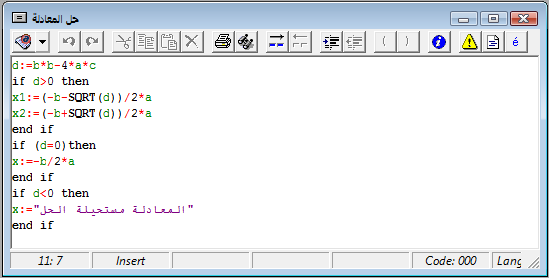 حل المعادلة
d:=b*b-4*a*c
if d>0 then
x1:=(-b-SQRT(d))/2*a
x2:=(-b+SQRT(d))/2*a
end if
if (d=0)then
x:=-b/2*a
end if
if d<0 then
x:="المعادلة مستحيلة الحل"
end if
11: 7 Insert Code: 000 Lang